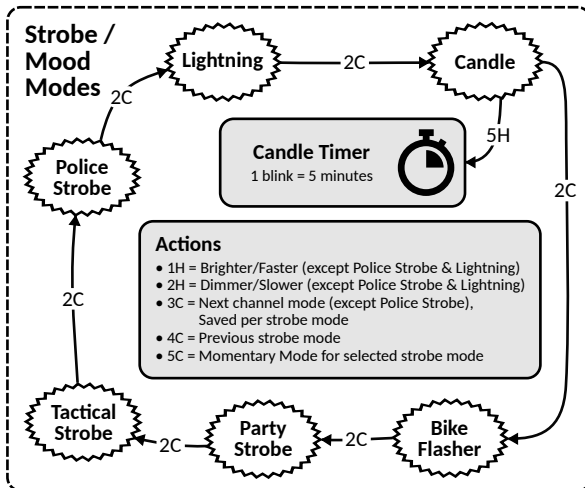 Strobe /
Mood
Modes
Lightning
2C
Candle
2C
5H
Candle Timer
1 blink = 5 minutes
Police
Strobe
2C
Actions
• 1H = Brighter/Faster (except Police Strobe & Lightning)
• 2H = Dimmer/Slower (except Police Strobe & Lightning)
• 3C = Next channel mode (except Police Strobe),
Saved per strobe mode
• 4C = Previous strobe mode
• 5C = Momentary Mode for selected strobe mode
2C
Tactical
Strobe
2C
Party
Strobe
2C
Bike
Flasher